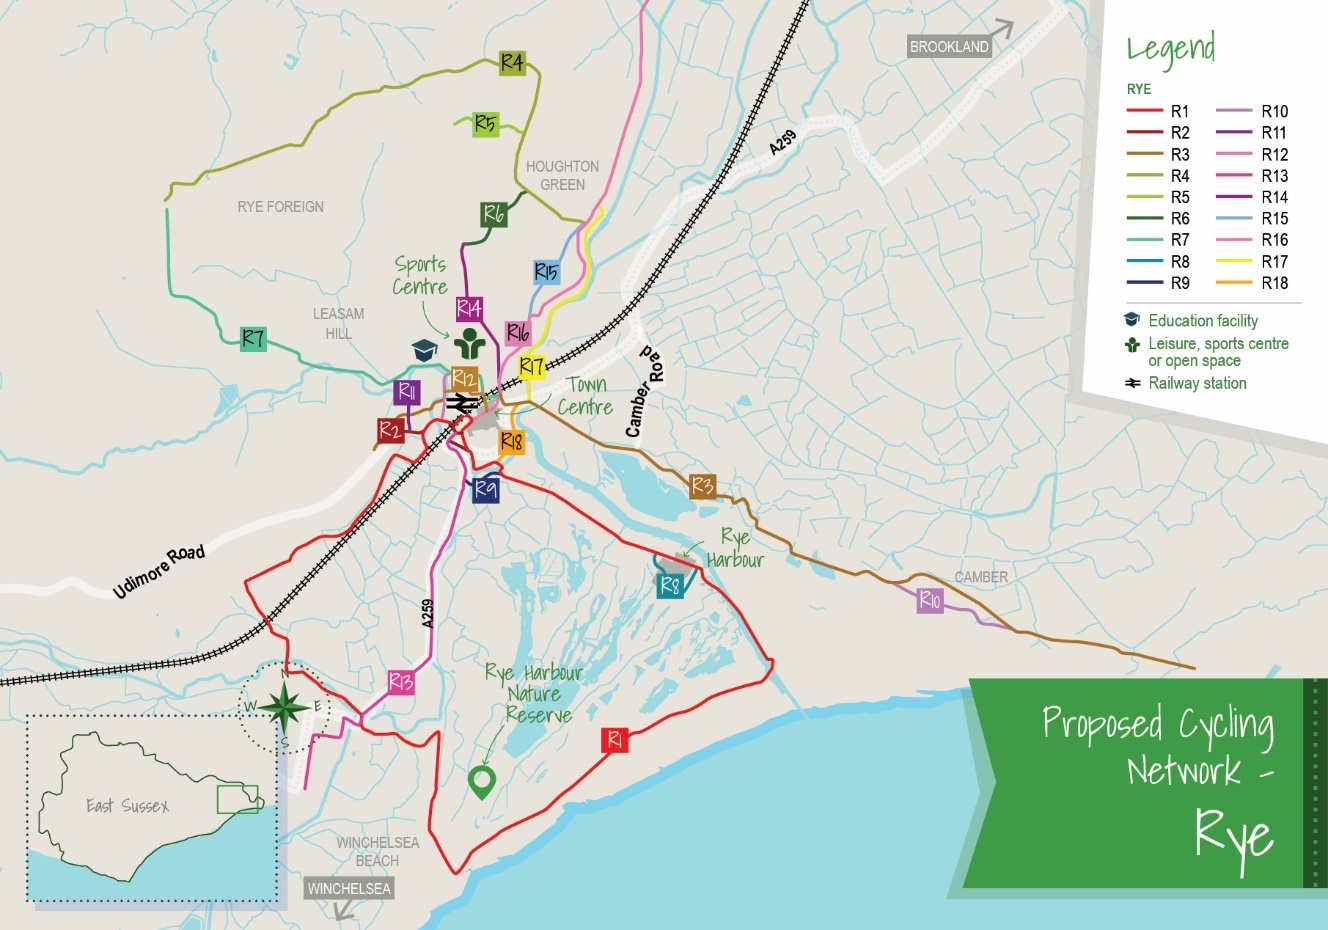 Legend
RYE
R1
R2
R3
R4
R5
R6
R7
R8
R9
R10
R11
R12
R13
R14
R15
R16
R17
R18
Education facility
Leisure, sports centre
or open space
Railway station
BROOKLAND
A259
R4
R5
HOUGHTON
GREEN
RYE FOREIGN
R6
Sports
Centre
R15
R14
LEASAM
HILL
R7
R16
R17
Camber Road
R12
R11
Town
Centre
R2
R18
R9
R3
Rye
Harbour
Udimore Road
R8
CAMBER
R10
A259
R13
Rye Harbour
Nature
Reserve
N
W
E
S
R1
East Sussex
WINCHELSEA
BEACH
WINCHELSEA
Proposed Cycling
Network -
Rye